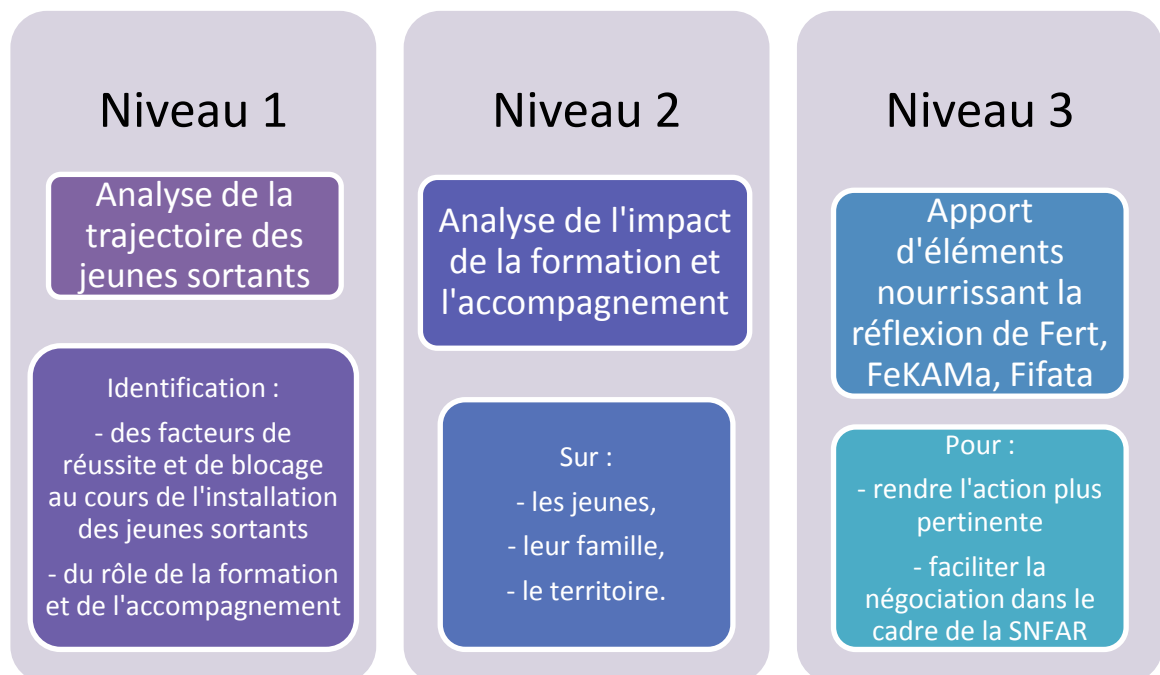 Niveau 1
Analyse de la
trajectoire des
jeunes sortants
Identification :
- des facteurs de
réussite et de blocage
au cours de l'installation
des jeunes sortants
- du rôle de la formation
et de l'accompagnement
Niveau 2
Analyse de l'impact
de la formation et
l'accompagnement
Sur :
- les jeunes,
- leur famille,
- le territoire.
Niveau 3
Apport
d'éléments
nourrissant la
réflexion de Fert,
FeKAMa, Fifata
Pour :
- rendre l'action plus
pertinente
- faciliter la
négociation dans le
cadre de la SNFAR